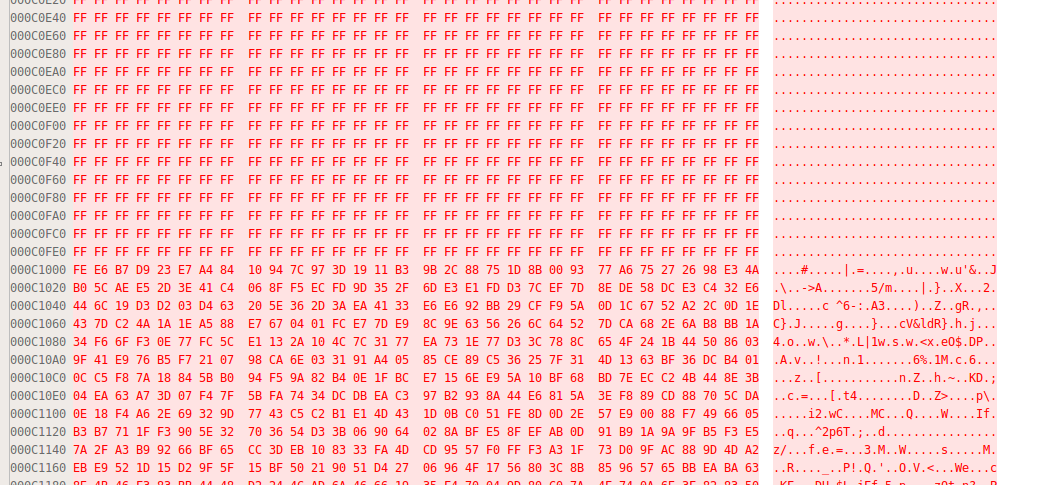 000C0E40 FF FF FF FF FF FF FF FF FF FF FF FF FF FF FF FF FF FF FF FF FF FF FF FF FF FF FF FF FF FF FF FF ................................
000C0E60 FF FF FF FF FF FF FF FF FF FF FF FF FF FF FF FF FF FF FF FF FF FF FF FF FF FF FF FF FF FF FF FF ................................
000C0E80 FF FF FF FF FF FF FF FF FF FF FF FF FF FF FF FF FF FF FF FF FF FF FF FF FF FF FF FF FF FF FF FF ................................
000C0EA0 FF FF FF FF FF FF FF FF FF FF FF FF FF FF FF FF FF FF FF FF FF FF FF FF FF FF FF FF FF FF FF FF ................................
000C0EC0 FF FF FF FF FF FF FF FF FF FF FF FF FF FF FF FF FF FF FF FF FF FF FF FF FF FF FF FF FF FF FF FF ................................
000C0EE0 FF FF FF FF FF FF FF FF FF FF FF FF FF FF FF FF FF FF FF FF FF FF FF FF FF FF FF FF FF FF FF FF ................................
000C0F00 FF FF FF FF FF FF FF FF FF FF FF FF FF FF FF FF FF FF FF FF FF FF FF FF FF FF FF FF FF FF FF FF ................................
000C0F20 FF FF FF FF FF FF FF FF FF FF FF FF FF FF FF FF FF FF FF FF FF FF FF FF FF FF FF FF FF FF FF FF ................................
000C0F40 FF FF FF FF FF FF FF FF FF FF FF FF FF FF FF FF FF FF FF FF FF FF FF FF FF FF FF FF FF FF FF FF ................................
000C0F60 FF FF FF FF FF FF FF FF FF FF FF FF FF FF FF FF FF FF FF FF FF FF FF FF FF FF FF FF FF FF FF FF ................................
000C0F80 FF FF FF FF FF FF FF FF FF FF FF FF FF FF FF FF FF FF FF FF FF FF FF FF FF FF FF FF FF FF FF FF ................................
000C0FA0 FF FF FF FF FF FF FF FF FF FF FF FF FF FF FF FF FF FF FF FF FF FF FF FF FF FF FF FF FF FF FF FF ................................
000C0FC0 FF FF FF FF FF FF FF FF FF FF FF FF FF FF FF FF FF FF FF FF FF FF FF FF FF FF FF FF FF FF FF FF ................................
000C0FE0 FF FF FF FF FF FF FF FF FF FF FF FF FF FF FF FF FF FF FF FF FF FF FF FF FF FF FF FF FF FF FF FF ................................
000C1000 FE E6 B7 D9 23 E7 A4 84 10 94 7C 97 3D 19 11 B3 9B 2C 88 75 1D 8B 00 93 77 A6 75 27 26 98 E3 4A ....#.....|.=....,.u....w.u'&..J
000C1020 B0 5C AE E5 2D 3E 41 C4 06 8F F5 EC FD 9D 35 2F 6D E3 E1 FD D3 7C EF 7D 8E DE 58 DC E3 C4 32 E6 .\..->A.......5/m....|.}..X...2.
000C1040 44 6C 19 D3 D2 03 D4 63 20 5E 36 2D 3A EA 41 33 E6 E6 92 BB 29 CF F9 5A 0D 1C 67 52 A2 2C 0D 1E Dl.....c ^6-:.A3....)..Z..gR.,..
000C1060 43 7D C2 4A 1A 1E A5 88 E7 67 04 01 FC E7 7D E9 8C 9E 63 56 26 6C 64 52 7D CA 68 2E 6A B8 BB 1A C}.J.....g....}...cV&ldR}.h.j...
000C1080 34 F6 6F F3 0E 77 FC 5C E1 13 2A 10 4C 7C 31 77 EA 73 1E 77 D3 3C 78 8C 65 4F 24 1B 44 50 86 03 4.o..w.\..*.L|1w.s.w.<x.eO$.DP..
000C10A0 9F 41 E9 76 B5 F7 21 07 98 CA 6E 03 31 91 A4 05 85 CE 89 C5 36 25 7F 31 4D 13 63 BF 36 DC B4 01 .A.v..!...n.1.......6%.1M.c.6...
000C10C0 0C C5 F8 7A 18 84 5B B0 94 F5 9A 82 B4 0E 1F BC E7 15 6E E9 5A 10 BF 68 BD 7E EC C2 4B 44 8E 3B ...z..[...........n.Z..h.~..KD.;
000C10E0 04 EA 63 A7 3D 07 F4 7F 5B FA 74 34 DC DB EA C3 97 B2 93 8A 44 E6 81 5A 3E F8 89 CD 88 70 5C DA ..c.=...[.t4........D..Z>....p\.
000C1100 0E 18 F4 A6 2E 69 32 9D 77 43 C5 C2 B1 E1 4D 43 1D 0B C0 51 FE 8D 0D 2E 57 E9 00 88 F7 49 66 05 .....i2.wC....MC...Q....W....If.
000C1120 B3 B7 71 1F F3 90 5E 32 70 36 54 D3 3B 06 90 64 02 28 BF E5 8F EF AB 0D 91 B9 1A 9A 9F B5 F3 E5 ..q...^2p6T.;..d................
000C1140 7A 2F A3 B9 92 66 BF 65 CC 3D EB 10 83 33 FA 4D CD 95 57 F0 FF F3 A3 1F 73 D0 9F AC 88 9D 4D A2 z/...f.e.=...3.M..W.....s.....M.
000C1160 EB E9 52 1D 15 D2 9F 5F 15 BF 50 21 90 51 D4 27 06 96 4F 17 56 80 3C 8B 85 96 57 65 BB EA BA 63 ..R...._..P!.Q.'..O.V.<...We...c